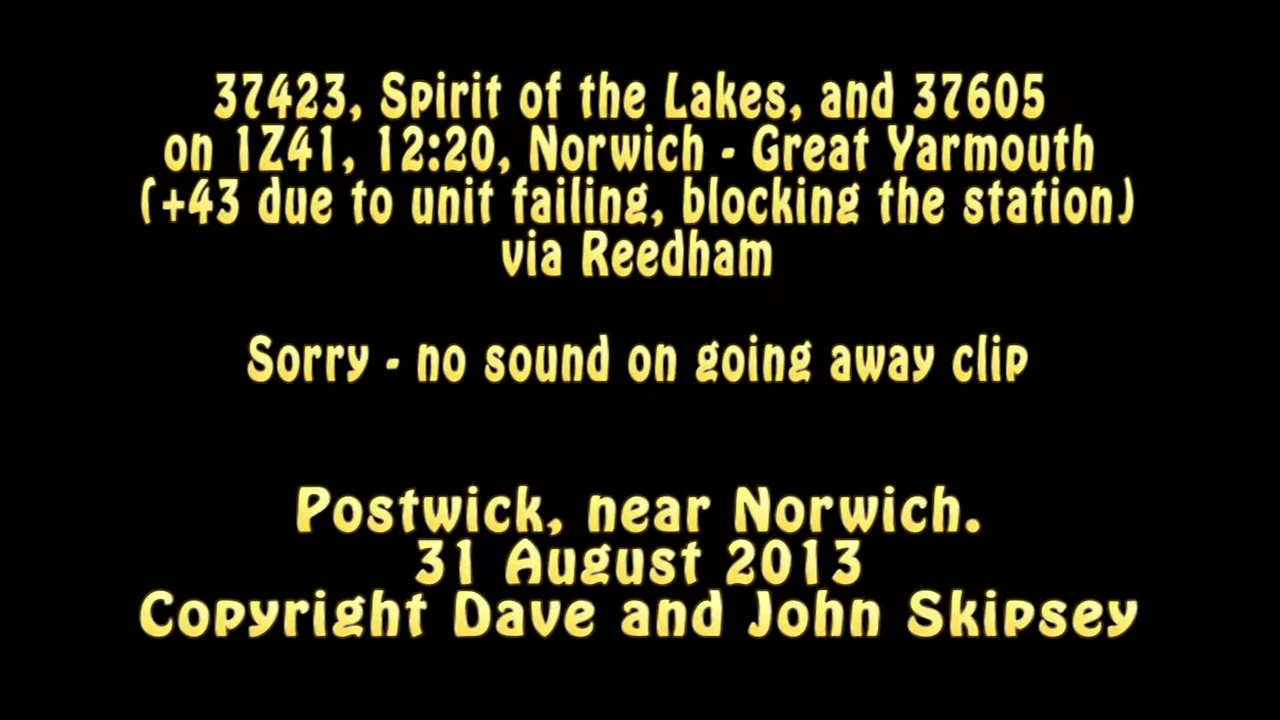 37423, Spirit of the Lakes, and 37605
on 1Z41, 12:20, Norwich - Great Yarmouth
(+43 due to unit failing, blocking the station)
via Reedham
Sorry - no sound on going away clip
Postwick, near Norwich.
31 August 2013
Copyright Dave and John Skipsey